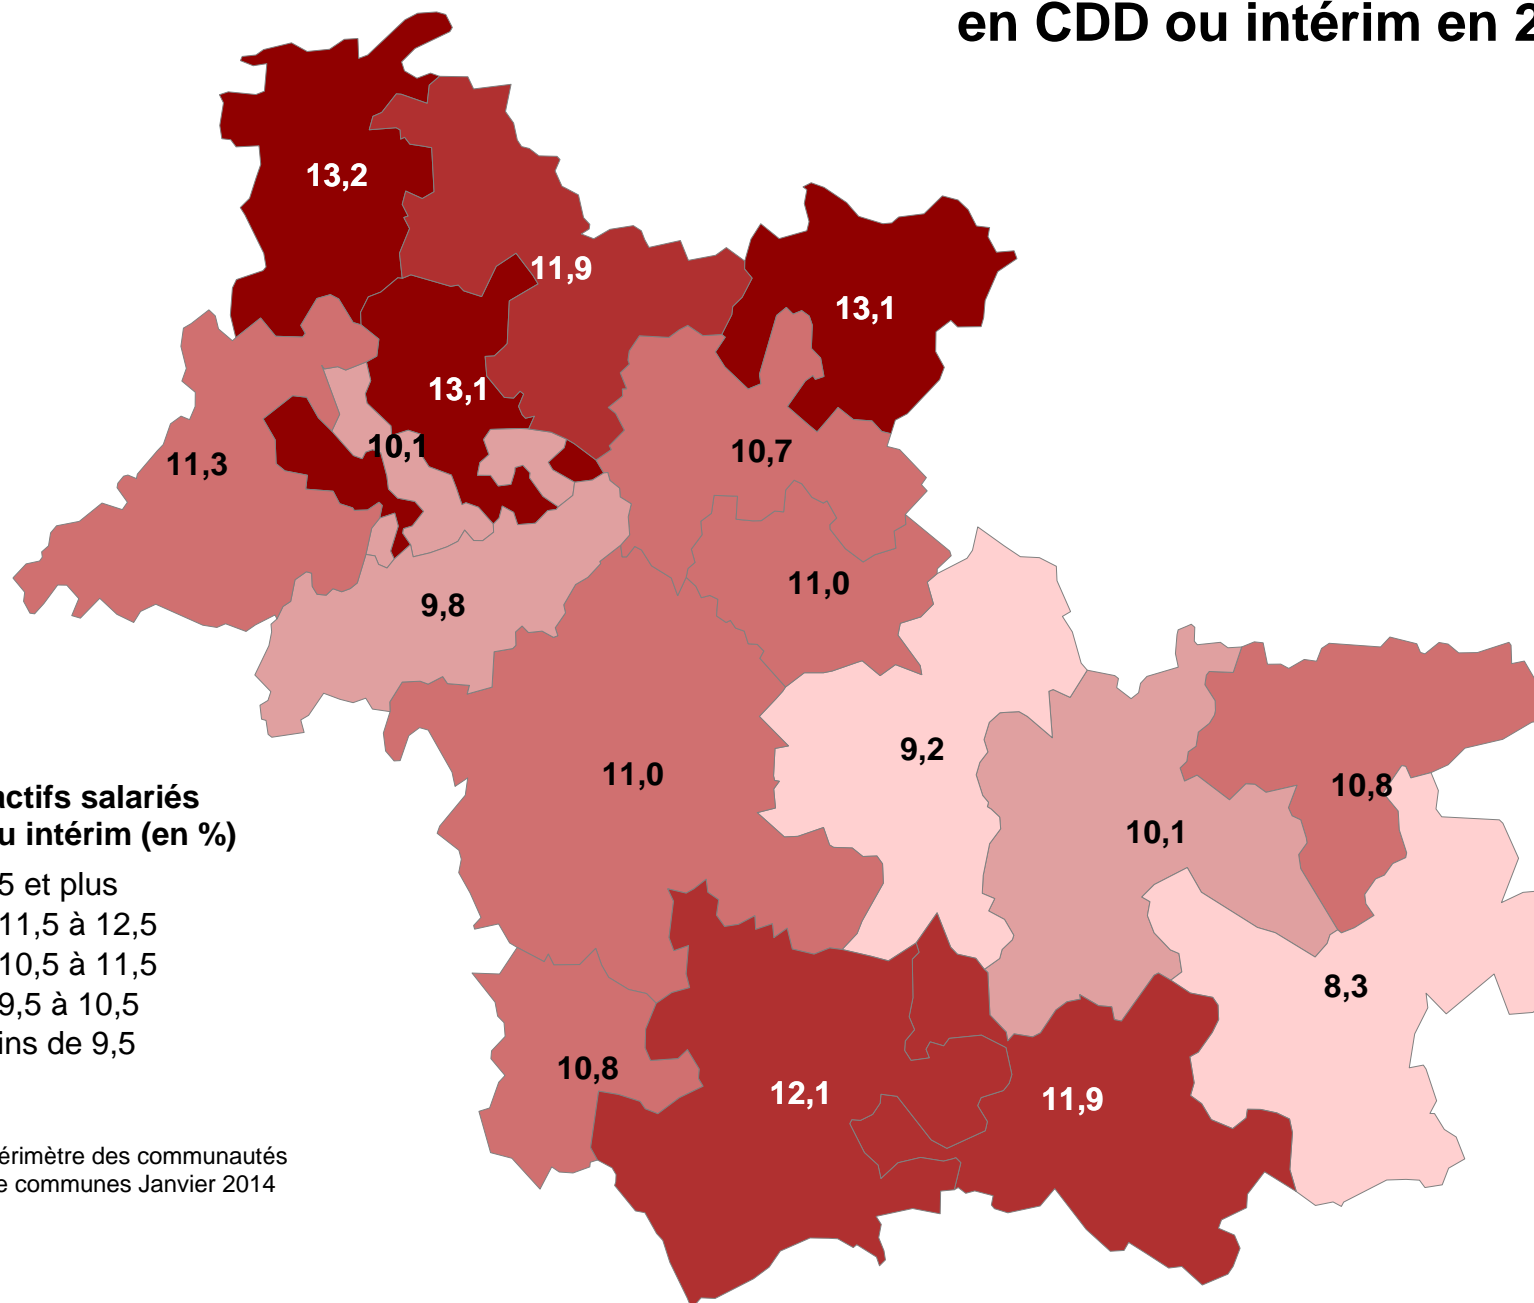 en CDD ou intérim en 2
13,2
11,9
13,1
13,1
10,1
11,3
10,7
11,0
9,8
9,2
11,0
10,8
10,1
8,3
10,8
12,1
11,9
actifs salariés
u intérim (en %)
5 et plus
11,5 à 12,5
10,5 à 11,5
9,5 à 10,5
ins de 9,5
érimètre des communautés
e communes Janvier 2014